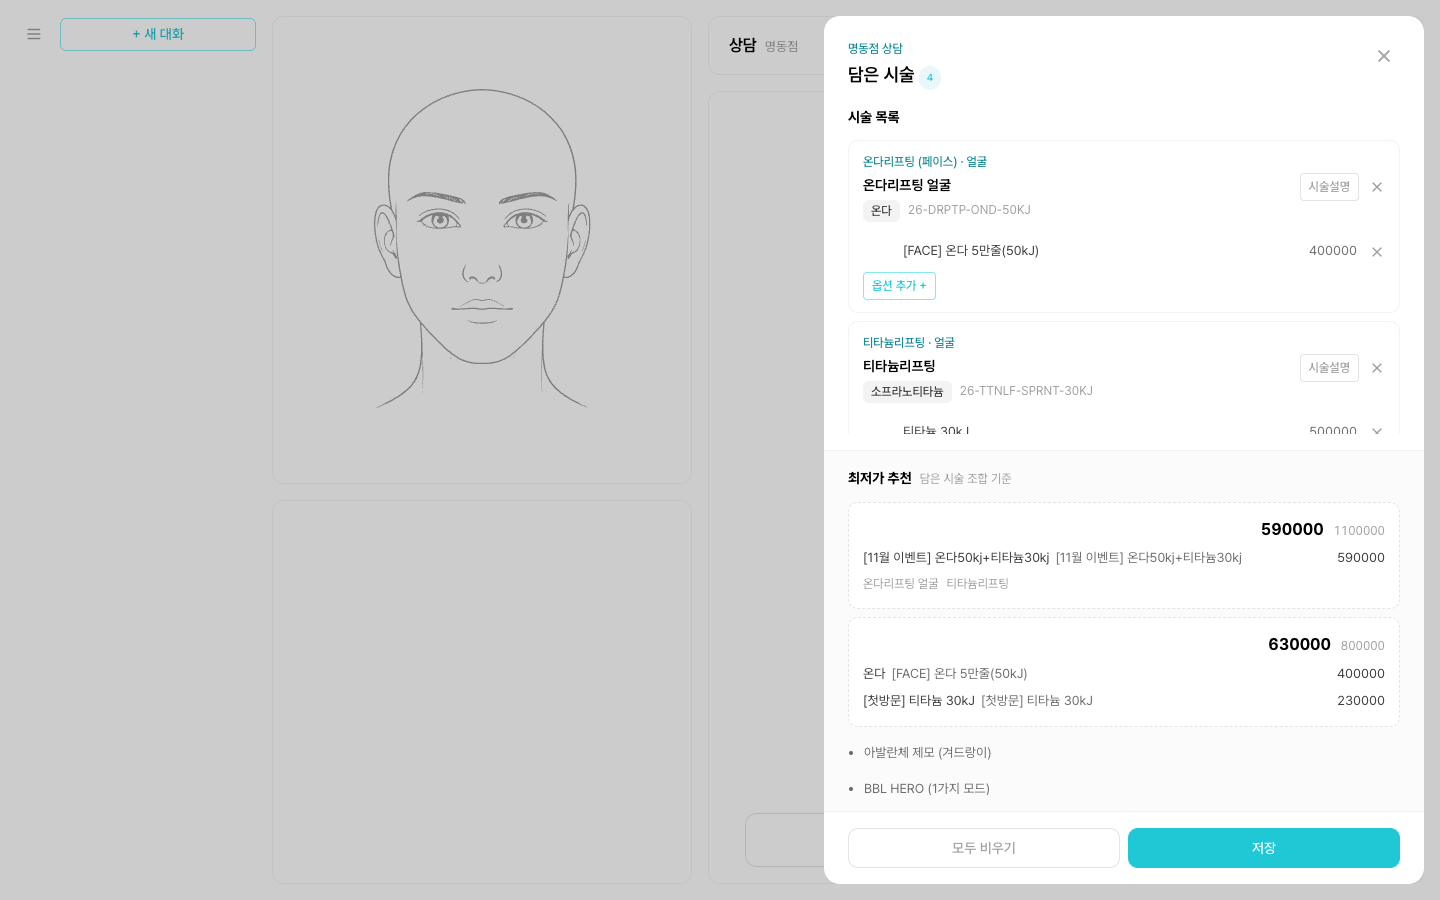 + 새 대화
상담 명동점
명동점 상담
담은 시술 4
시술 목록
온다리프팅 (페이스) · 얼굴
온다리프팅 얼굴
시술설명
온다 26-DRPTP-OND-50KJ
[FACE] 온다 5만줄(50kJ) 400000
옵션 추가 +
티타늄리프팅 · 얼굴
티타늄리프팅
시술설명
소프라노티타늄 26-TTNLF-SPRNT-30KJ
티타늄 30kJ 500000
최저가 추천 담은 시술 조합 기준
590000 1100000
[11월 이벤트] 온다50kj+티타늄30kj [11월 이벤트] 온다50kj+티타늄30kj 590000
온다리프팅 얼굴 티타늄리프팅
630000 800000
온다 [FACE] 온다 5만줄(50kJ) 400000
[첫방문] 티타늄 30kJ [첫방문] 티타늄 30kJ 230000
• 아발란체 제모 (겨드랑이)
• BBL HERO (1가지 모드)
모두 비우기
저장